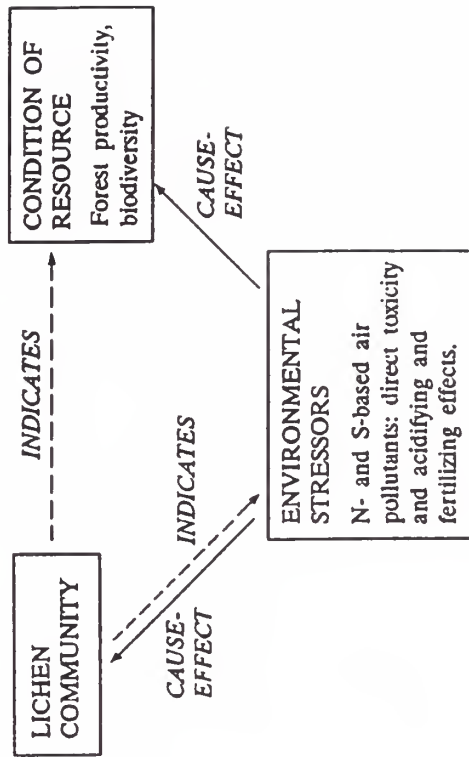 LICHEN
COMMUNITY
INDICATES
CONDITION OF
RESOURCE
Forest productivity,
biodiversity
CAUSE-
EFFECT
INDICATES
CAUSE-
EFFECT
ENVIRONMENTAL
STRESSORS
N- and S-based air
pollutants: direct toxicity
and acidifying and
fertilizing effects.